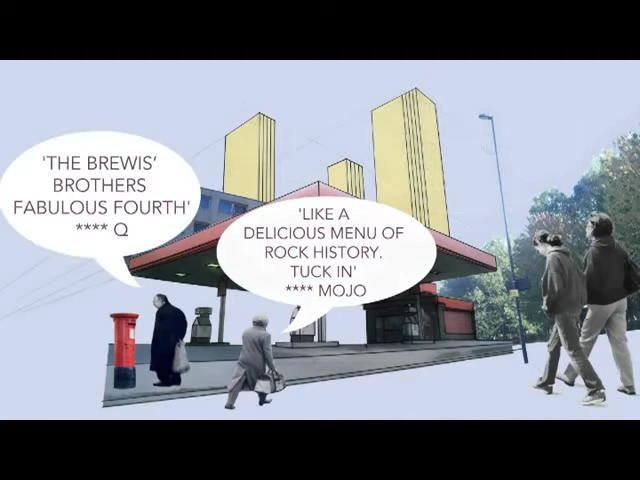 'THE BREWIS'
BROTHERS
FABULOUS FOURTH'
**** Q
'LIKE A
DELICIOUS MENU OF
ROCK HISTORY.
TUCK IN'
**** MOJO